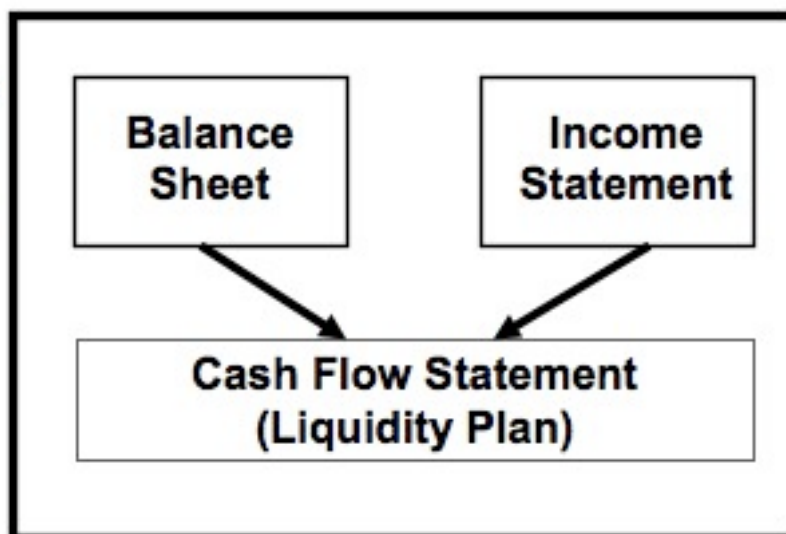 Balance
Sheet
Income
Statement
Cash Flow Statement
(Liquidity Plan)